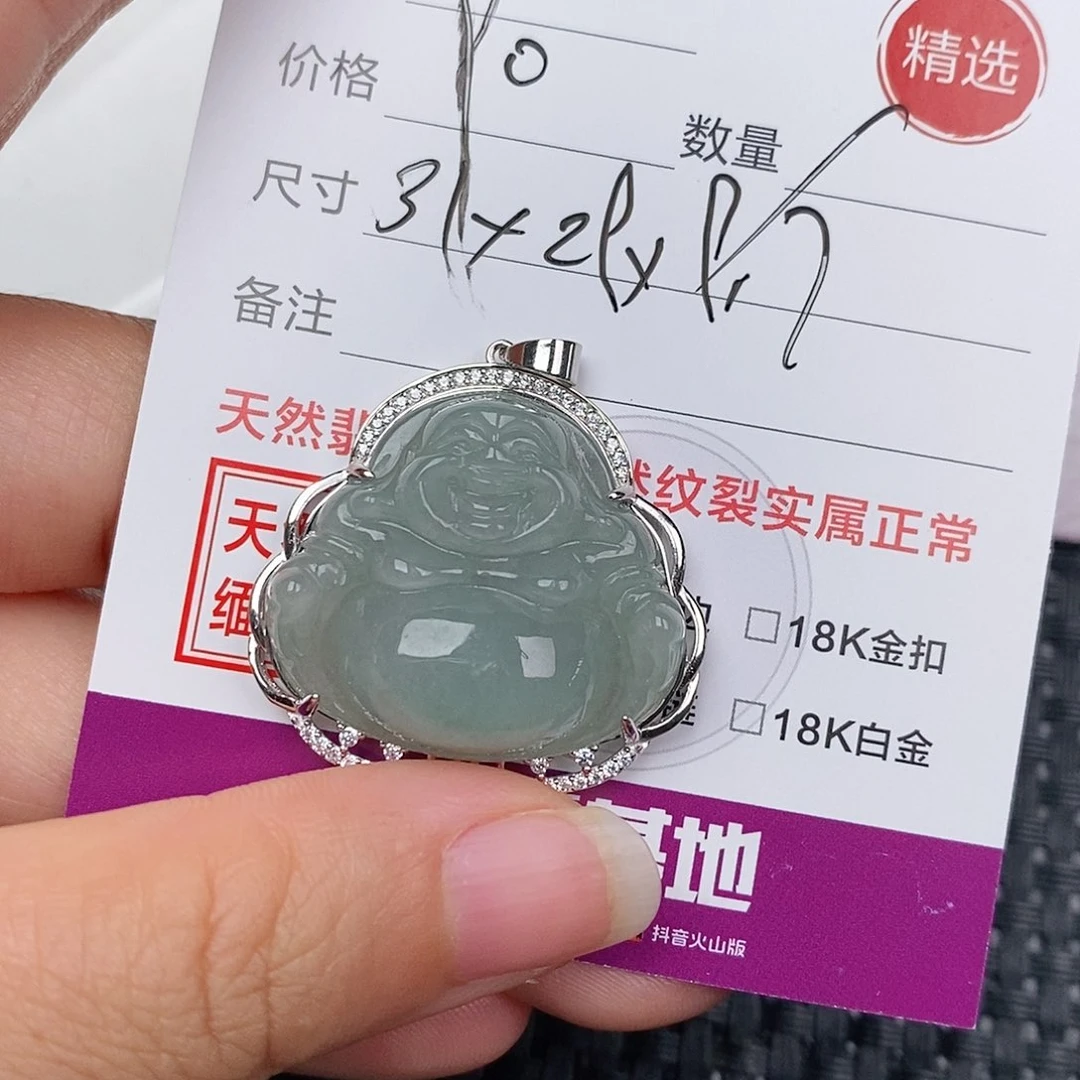 精选
价格
数量
尺寸
备注
天然翡
然纹裂实属正常
天
缅
18K金扣
18K白金
基地
抖音火山版